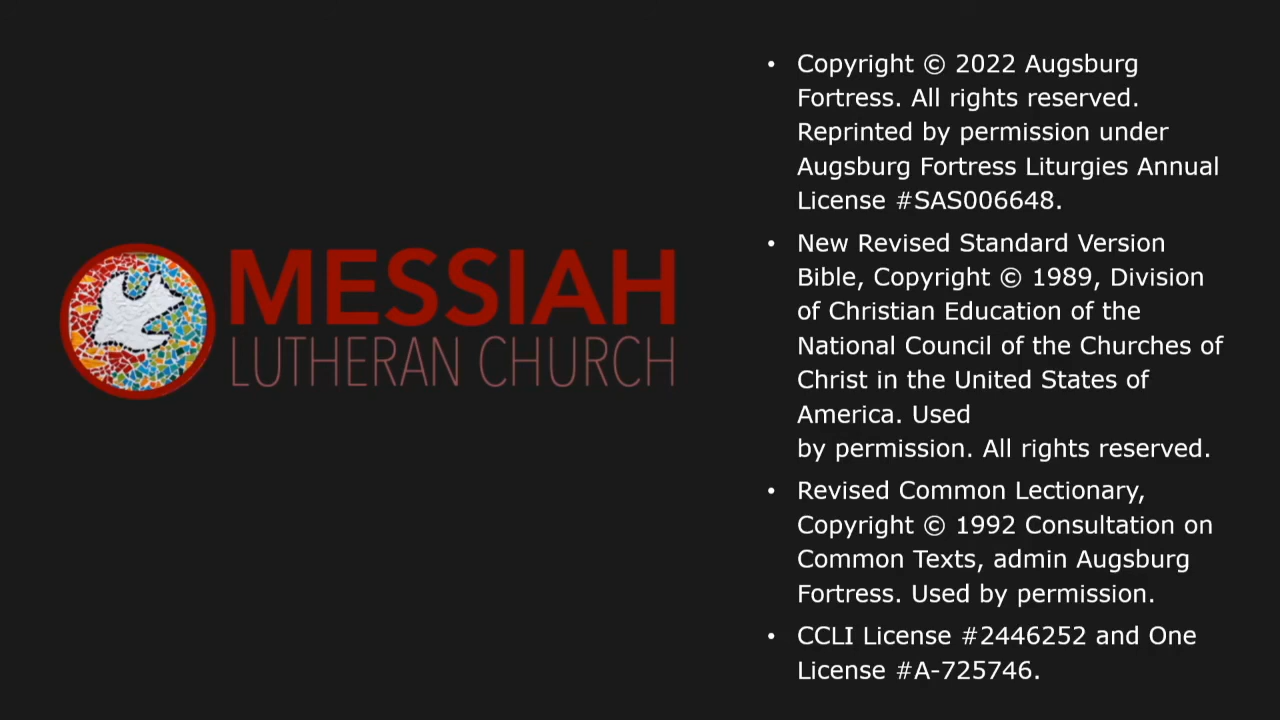 MESSIAH
LUTHERAN CHURCH
• Copyright © 2022 Augsburg
Fortress. All rights reserved.
Reprinted by permission under
Augsburg Fortress Liturgies Annual
License #SAS006648.
• New Revised Standard Version
Bible, Copyright © 1989, Division
of Christian Education of the
National Council of the Churches of
Christ in the United States of
America. Used
by permission. All rights reserved.
• Revised Common Lectionary,
Copyright © 1992 Consultation on
Common Texts, admin Augsburg
Fortress. Used by permission.
• CCLI License #2446252 and One
License #A-725746.